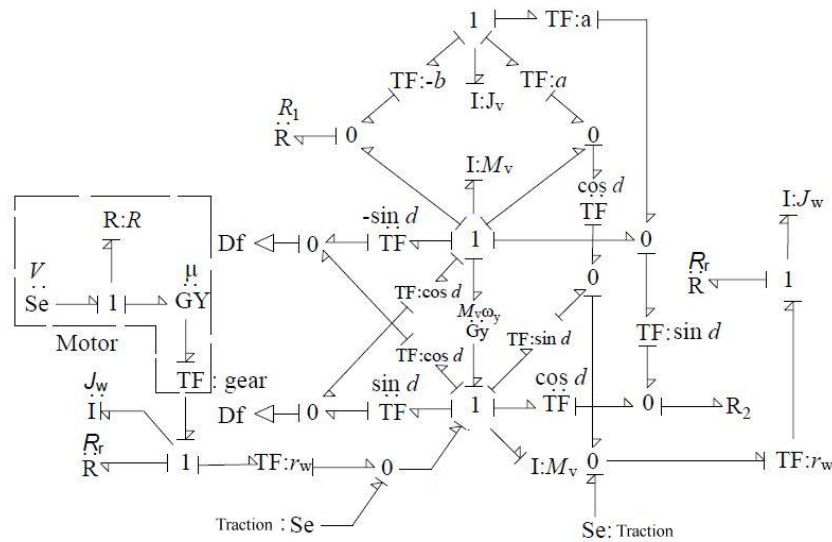 1 TF:a
TF:-b TF:a
I:Jv
R1
R 0 0
I:Mv
cos d
TF
I:Jw
R:R
-sin d
Df 0 TF 1 0
V
μ
Se 1 GY
0
Rr
R 1
TF:cos d
Mvωy
Gy
Motor
TF:cos d TF:sin d TF:sin d
TF : gear
Jw
I
sin d cos d
Df 0 TF 1 TF 0 R2
Rr
R 1 TF:rw 0 I:Mv 0 TF:rw
Traction : Se Se: Traction